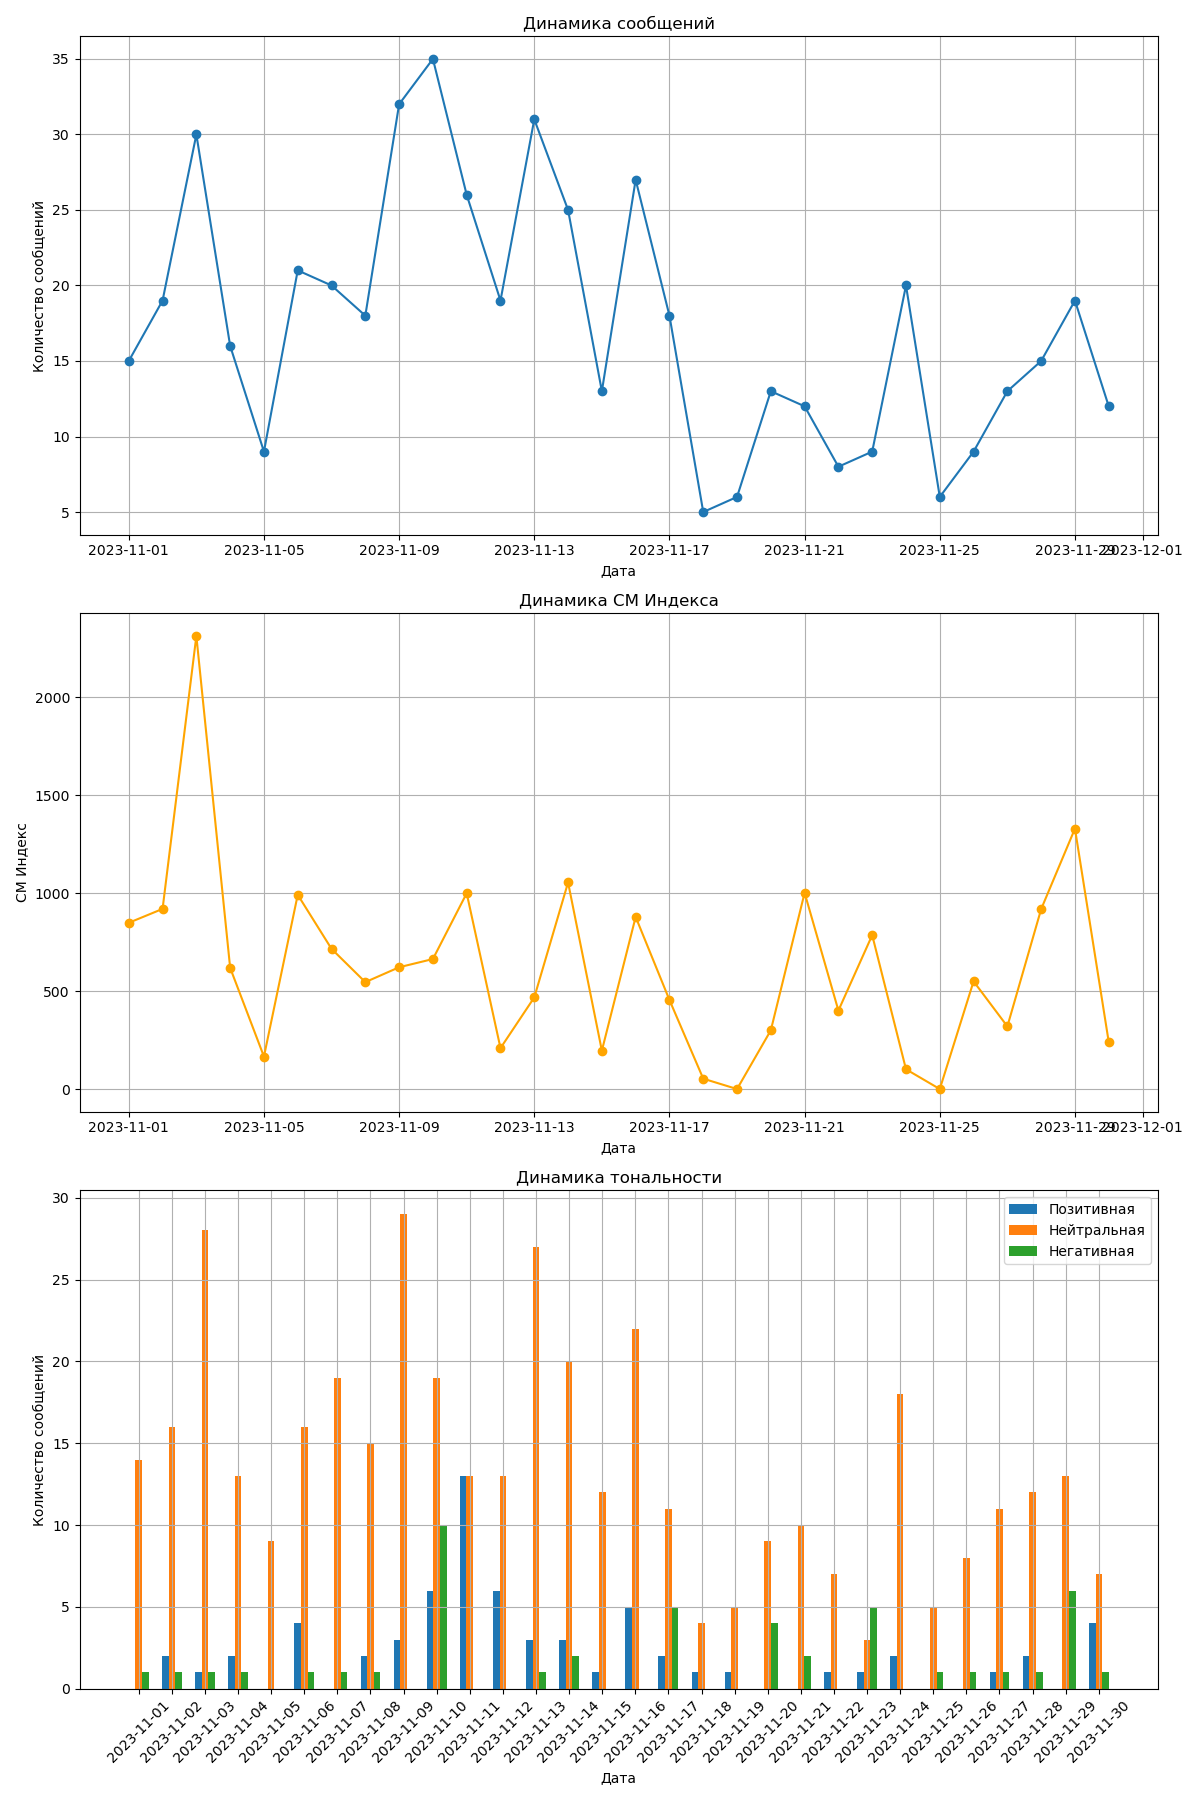 Динамика сообщений
35
30
25
20
15
10
5
Количество сообщений
2023-11-01 2023-11-05 2023-11-09 2023-11-13 2023-11-17 2023-11-21 2023-11-25 2023-11-29 2023-12-01
Дата
Динамика СМ Индекса
2000
1500
1000
500
0
СМ Индекс
2023-11-01 2023-11-05 2023-11-09 2023-11-13 2023-11-17 2023-11-21 2023-11-25 2023-11-29 2023-12-01
Дата
Динамика тональности
Позитивная
Нейтральная
Негативная
30
25
20
15
10
5
0
Количество сообщений
2023-11-01 2023-11-02 2023-11-03 2023-11-04 2023-11-05 2023-11-06 2023-11-07 2023-11-08 2023-11-09 2023-11-10 2023-11-11 2023-11-12 2023-11-13 2023-11-14 2023-11-15 2023-11-16 2023-11-17 2023-11-18 2023-11-19 2023-11-20 2023-11-21 2023-11-22 2023-11-23 2023-11-24 2023-11-25 2023-11-26 2023-11-27 2023-11-28 2023-11-29 2023-11-30
Дата